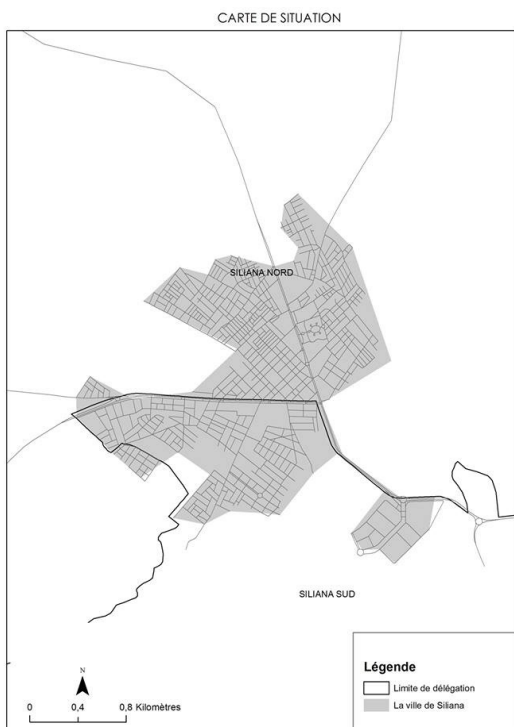 CARTE DE SITUATION
SILIANA NORD
SILIANA SUD
N
0 0,4 0,8 Kilomètres
Légende
Limite de délégation
La ville de Siliana